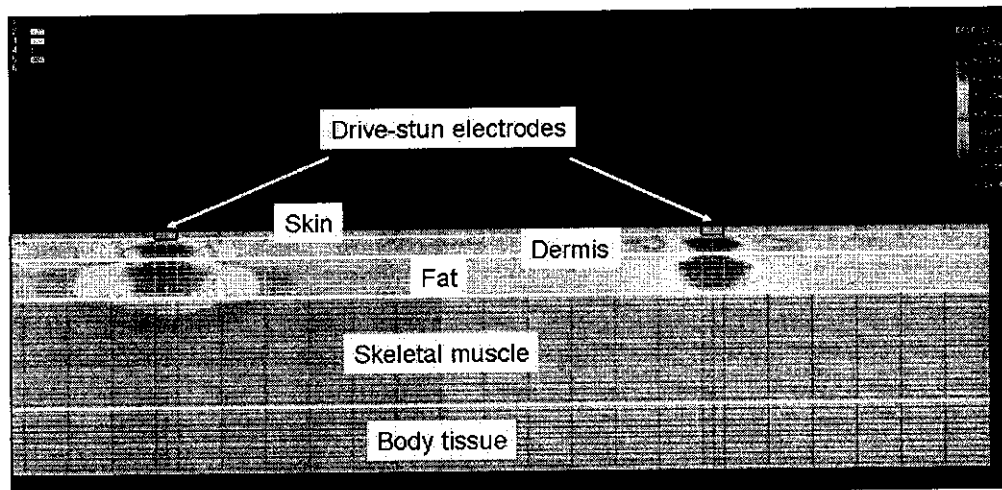 Drive-stun electrodes
Skin
Dermis
Fat
Skeletal muscle
Body tissue